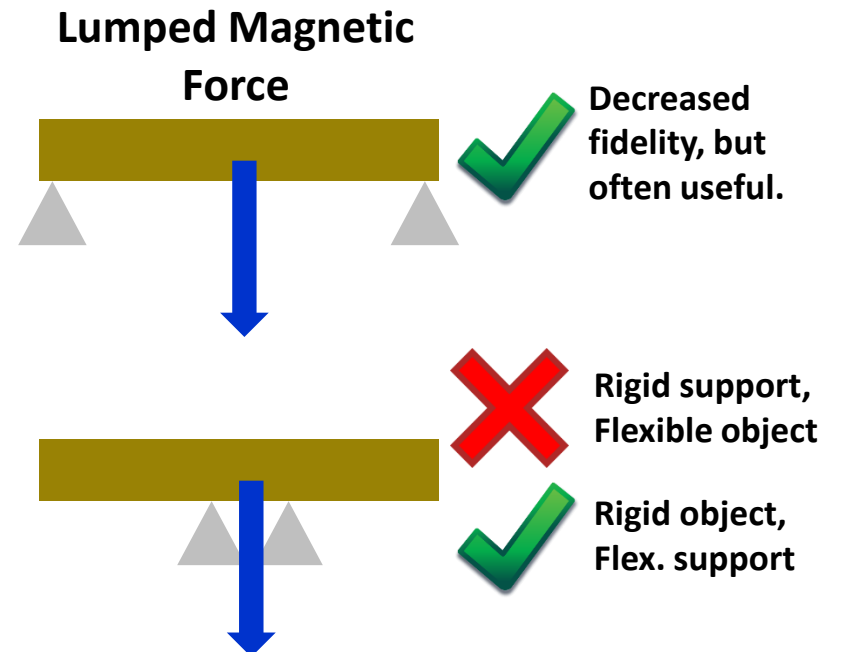 Lumped Magnetic
Force
Decreased
fidelity, but
often useful.
Rigid support,
Flexible object
Rigid object,
Flex. support